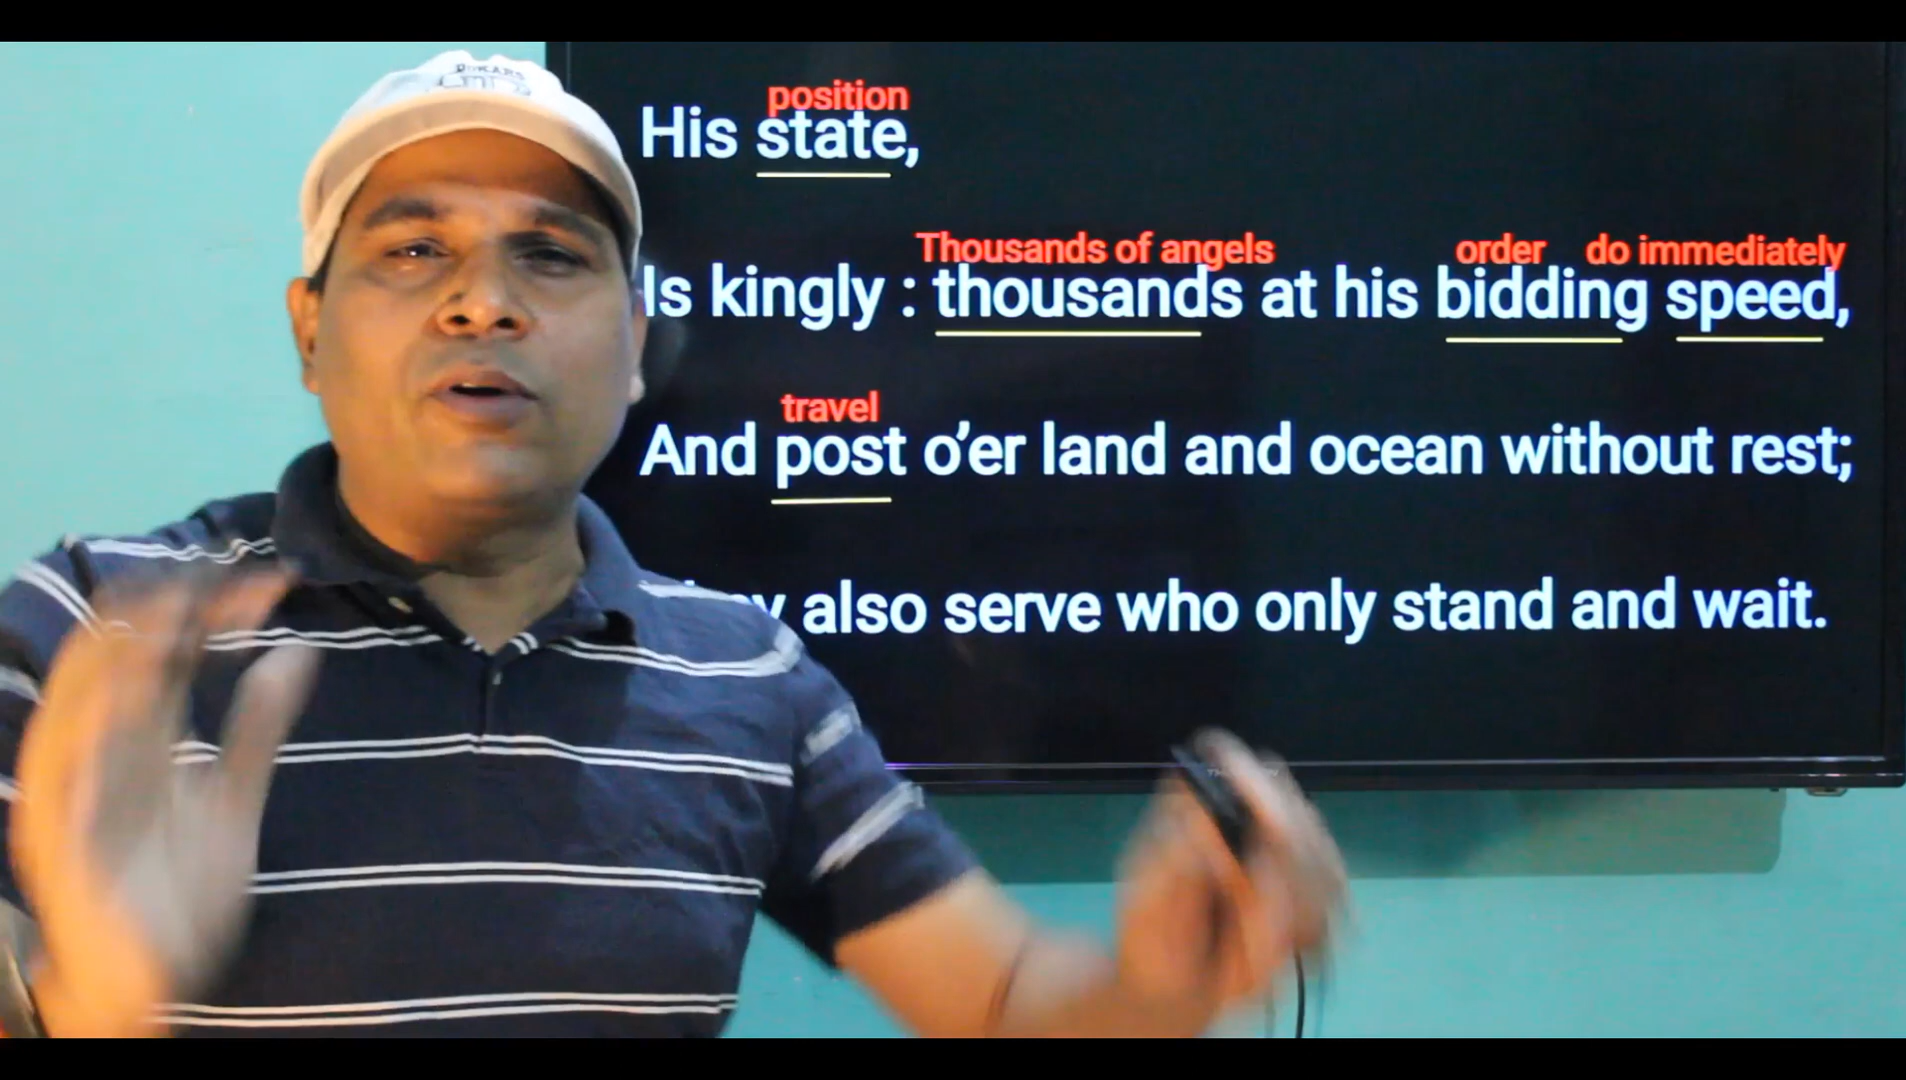 position
His state,
Thousands of angels order do immediately
Is kingly : thousands at his bidding speed,
travel
And post o'er land and ocean without rest;
also serve who only stand and wait.